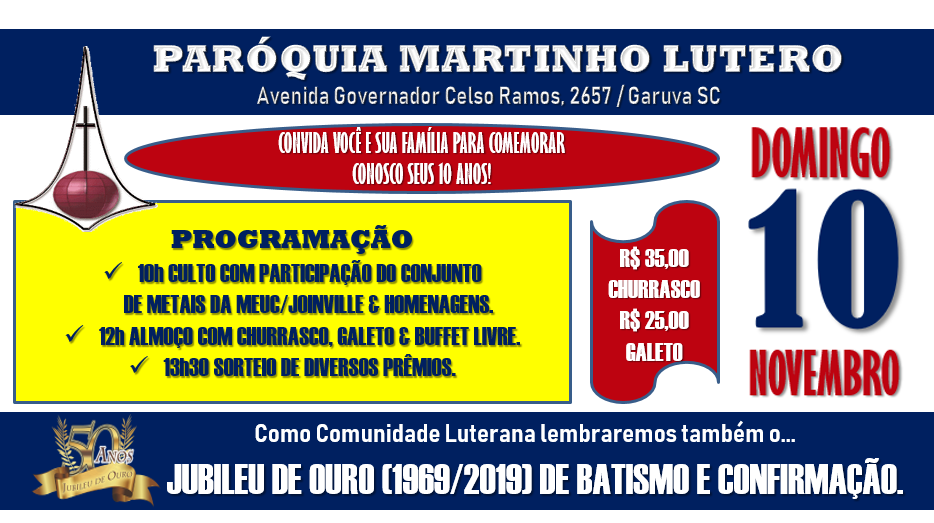 PARÓQUIA MARTINHO LUTERO
Avenida Governador Celso Ramos, 2657 / Garuva SC
CONVIDA VOCÊ E SUA FAMÍLIA PARA COMEMORAR
CONOSCO SEUS 10 ANOS!
DOMINGO
10
NOVEMBRO
PROGRAMAÇÃO
✓ 10h CULTO COM PARTICIPAÇÃO DO CONJUNTO
DE METAIS DA MEUC/JOINVILLE & HOMENAGENS.
✓ 12h ALMOÇO COM CHURRASCO, GALETO & BUFFET LIVRE.
✓ 13h30 SORTEIO DE DIVERSOS PRÊMIOS.
R$ 35,00
CHURRASCO
R$ 25,00
GALETO
50
Anos
Jubileu de Ouro
Como Comunidade Luterana lembraremos também o...
JUBILEU DE OURO (1969/2019) DE BATISMO E CONFIRMAÇÃO.